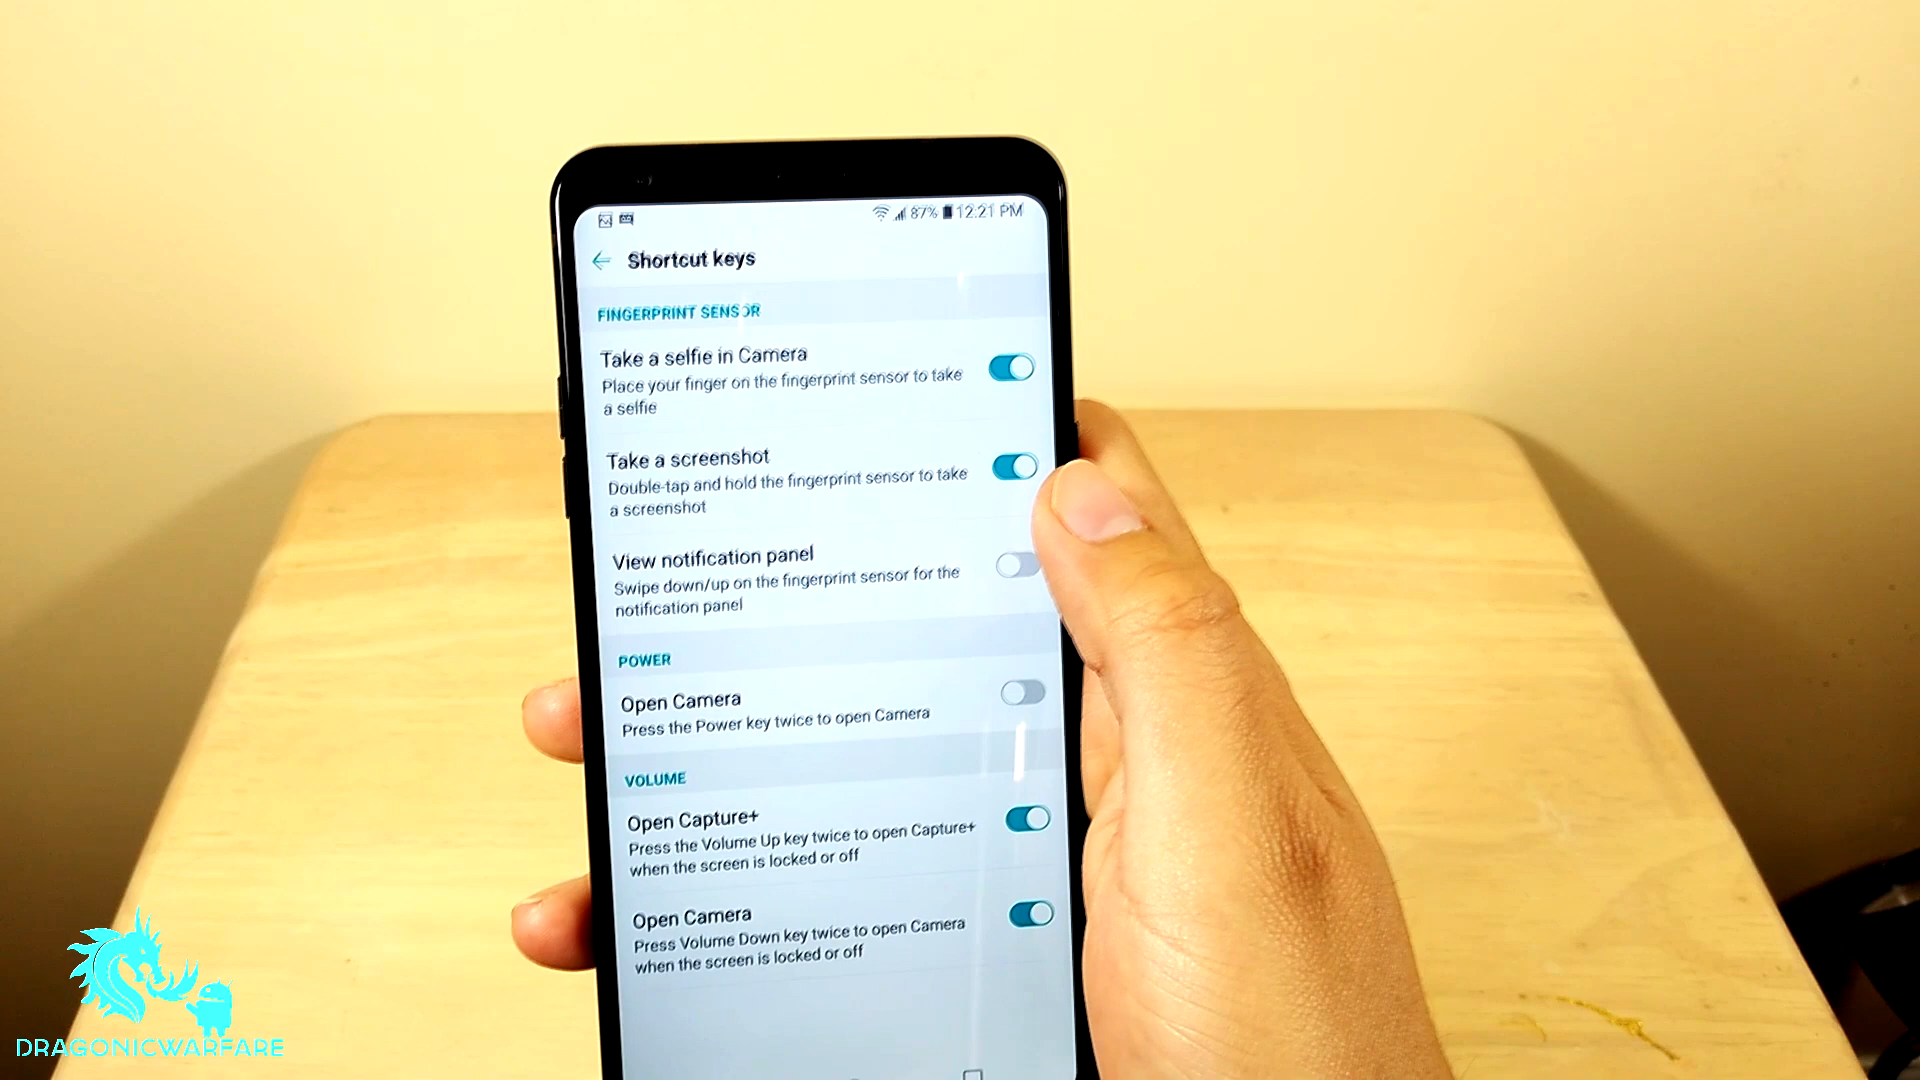 87% 12:21 PM
Shortcut keys
FINGERPRINT SENSOR
Take a selfie in Camera
Place your finger on the fingerprint sensor to take
a selfie
Take a screenshot
Double-tap and hold the fingerprint sensor to take
a screenshot
View notification panel
Swipe down/up on the fingerprint sensor for the
notification panel
POWER
Open Camera
Press the Power key twice to open Camera
VOLUME
Open Capture+
Press the Volume Up key twice to open Capture+
when the screen is locked or off
Open Camera
Press Volume Down key twice to open Camera
when the screen is locked or off
DRAGONICWARFARE